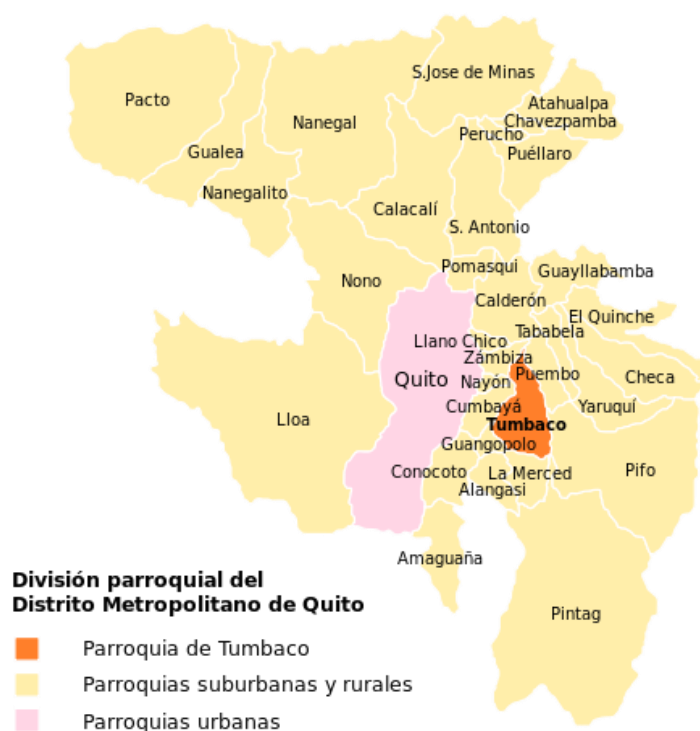 S.Jose de Minas
Pacto
Atahualpa
Nanegal
Chavezpamba
Perucho
Gualea
Puéllaro
Nanegalito
Calacalí
S. Antonio
Pomasqui
Guayllabamba
Nono
Calderón
El Quinche
Tababela
Llano Chico
Zámbiza
Puembo
Quito
Nayón
Checa
Cumbayá
Yaruquí
Lloa
Tumbaco
Guangopolo
Conocoto
La Merced
Pifo
Alangasi
Amaguaña
Pintag
División parroquial del
Distrito Metropolitano de Quito
Parroquia de Tumbaco
Parroquias suburbanas y rurales
Parroquias urbanas